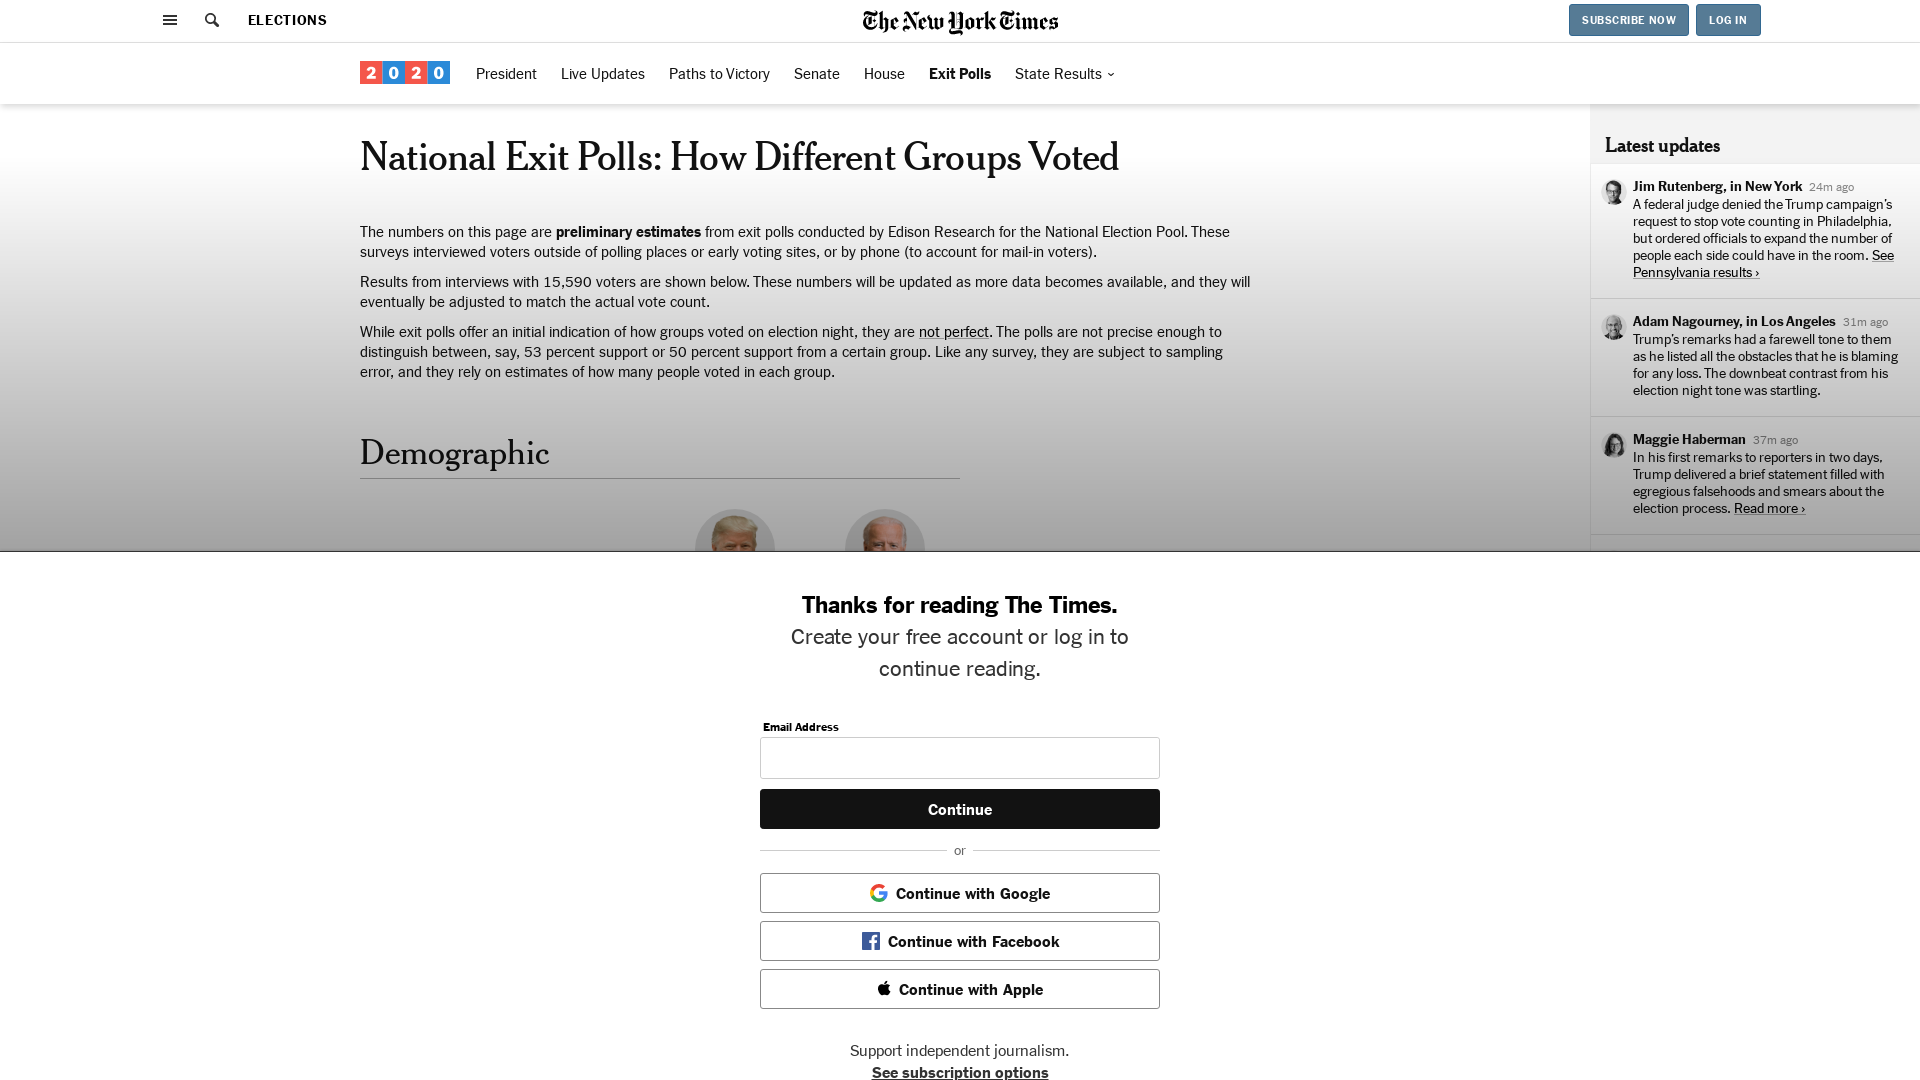 ELECTIONS
The New York Times
SUBSCRIBE NOW
LOG IN
2020
President
Live Updates
Paths to Victory
Senate
House
Exit Polls
State Results
National Exit Polls: How Different Groups Voted
The numbers on this page are preliminary estimates from exit polls conducted by Edison Research for the National Election Pool. These
surveys interviewed voters outside of polling places or early voting sites, or by phone (to account for mail-in voters).
Results from interviews with 15,590 voters are shown below. These numbers will be updated as more data becomes available, and they will
eventually be adjusted to match the actual vote count.
While exit polls offer an initial indication of how groups voted on election night, they are not perfect. The polls are not precise enough to
distinguish between, say, 53 percent support or 50 percent support from a certain group. Like any survey, they are subject to sampling
error, and they rely on estimates of how many people voted in each group.
Demographic
Latest updates
Jim Rutenberg, in New York 24m ago
A federal judge denied the Trump campaign's
request to stop vote counting in Philadelphia,
but ordered officials to expand the number of
people each side could have in the room. See
Pennsylvania results ›
Adam Nagourney, in Los Angeles 31m ago
Trump's remarks had a farewell tone to them
as he listed all the obstacles that he is blaming
for any loss. The downbeat contrast from his
election night tone was startling.
Maggie Haberman 37m ago
In his first remarks to reporters in two days,
Trump delivered a brief statement filled with
egregious falsehoods and smears about the
election process. Read more ›
Thanks for reading The Times.
Create your free account or log in to
continue reading.
Email Address
Continue
or
Continue with Google
Continue with Facebook
Continue with Apple
Support independent journalism.
See subscription options